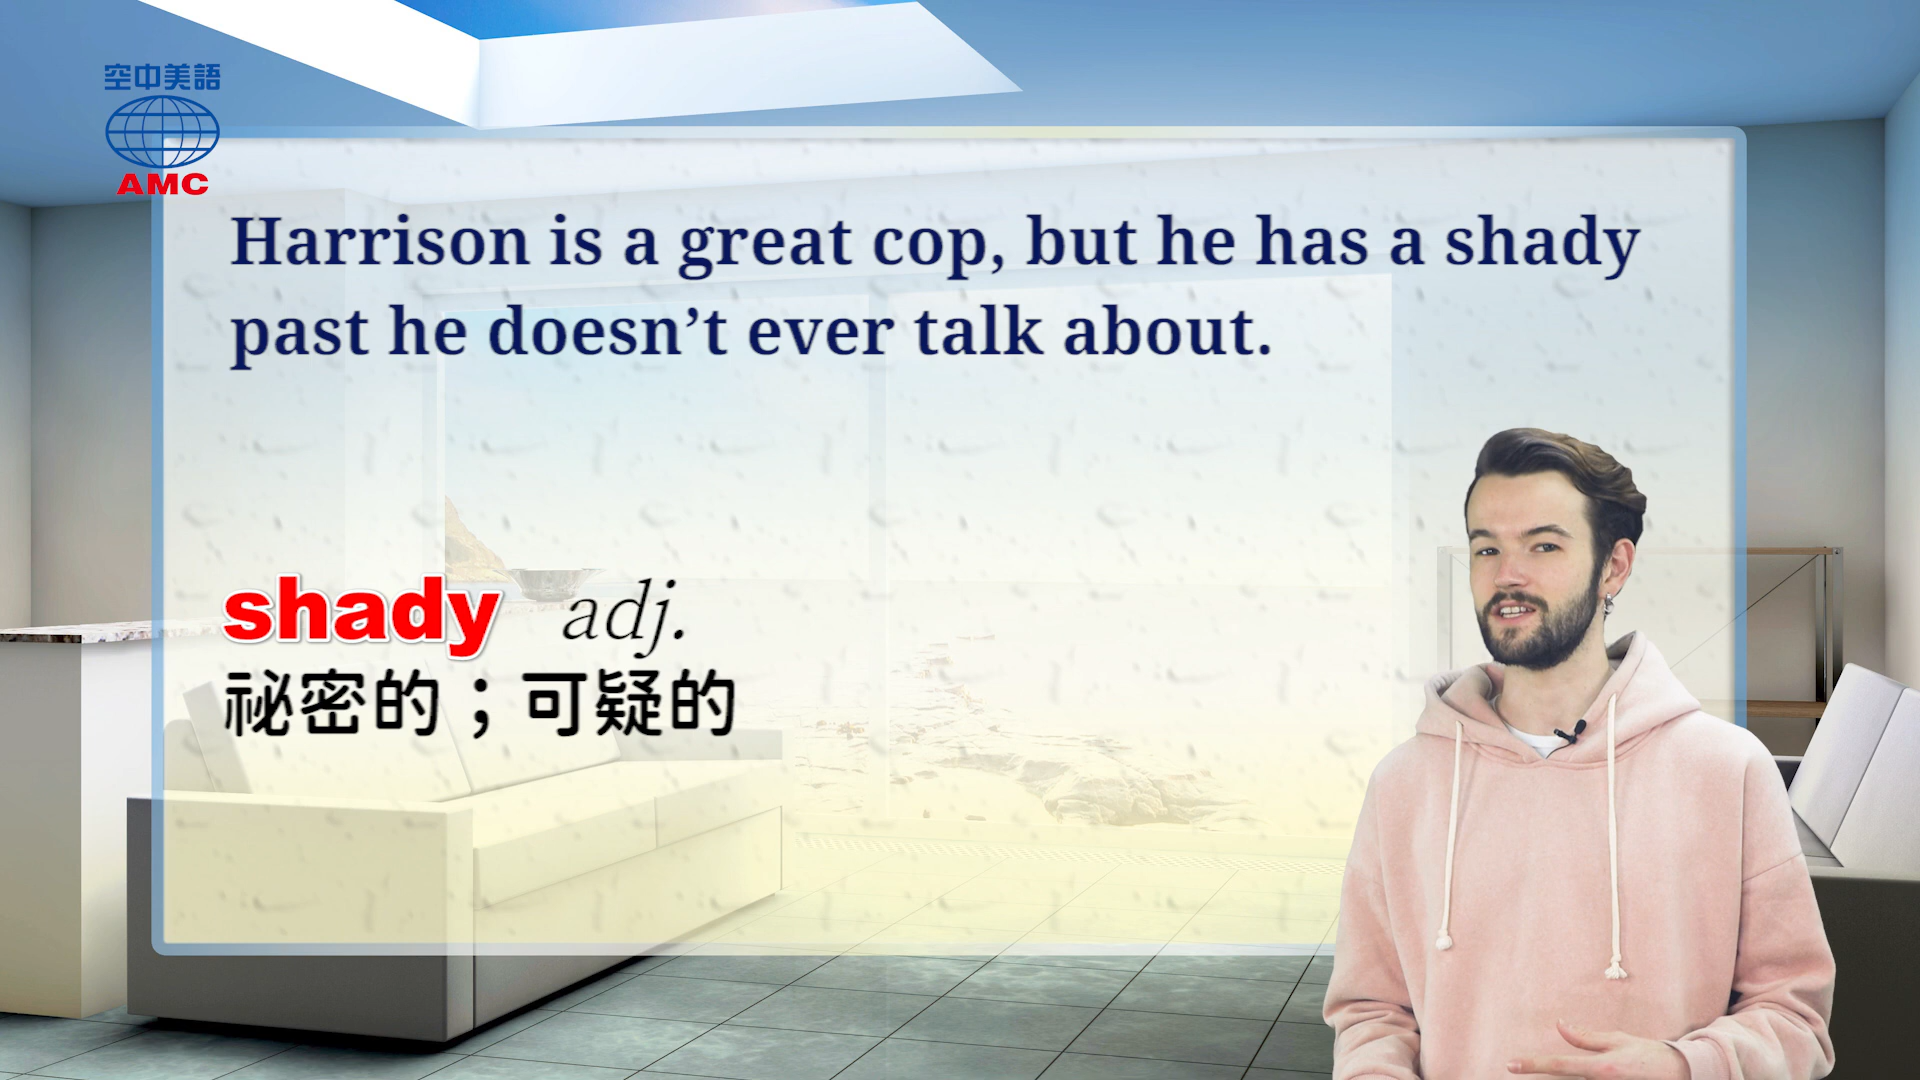 空中美語
AMC
Harrison is a great cop, but he has a shady
past he doesn’t ever talk about.
shady adj.
祕密的；可疑的